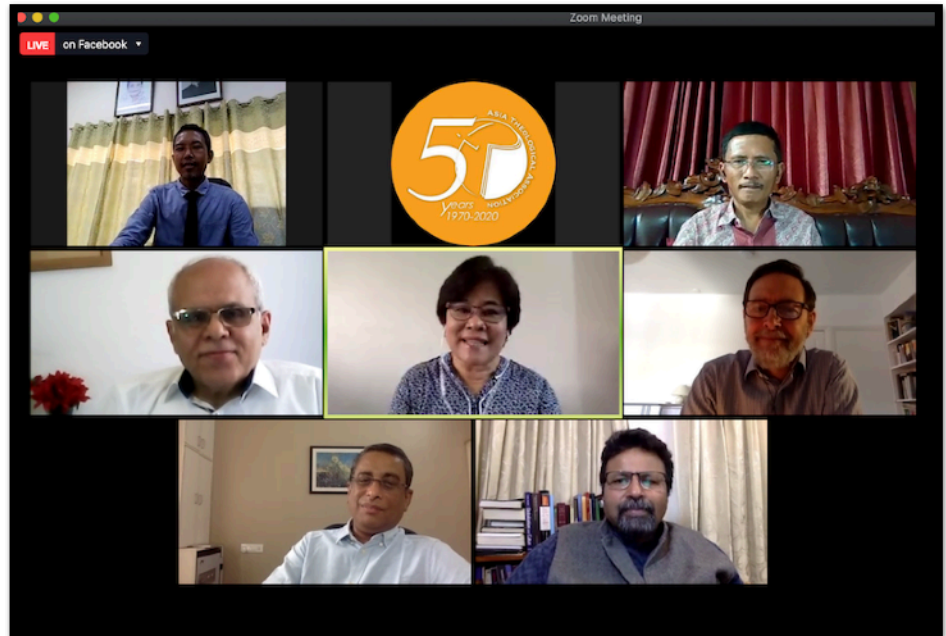 Zoom Meeting
LIVE on Facebook
50
ASIA THEOLOGICAL ASSOCIATION
years
1970-2020